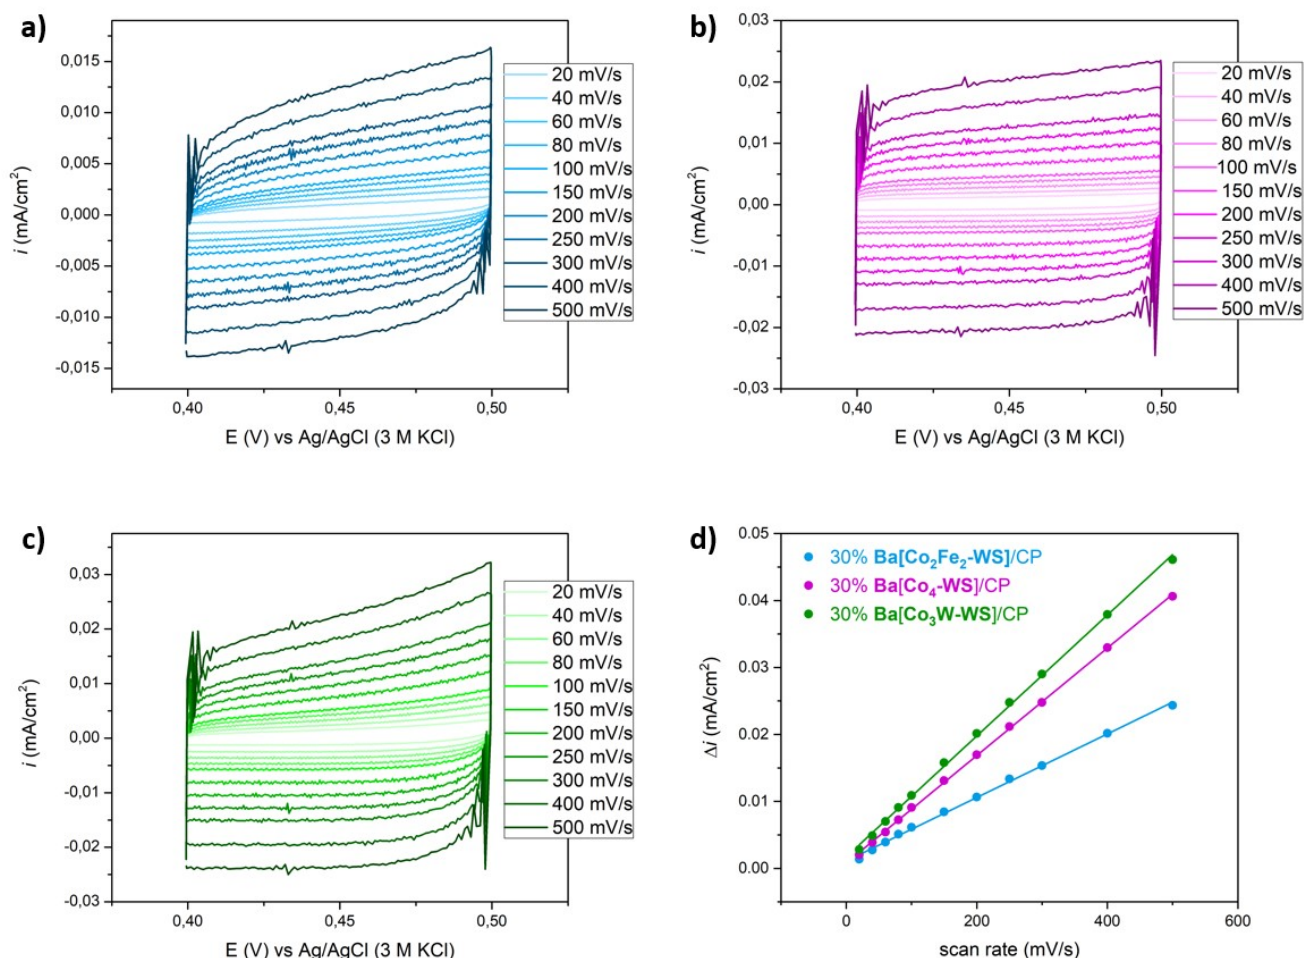 a)
0,015
0,010
0,005
0,000
-0,005
-0,010
-0,015
i (mA/cm²)
0,40
0,45
0,50
E (V) vs Ag/AgCl (3 M KCl)
20 mV/s
40 mV/s
60 mV/s
80 mV/s
100 mV/s
150 mV/s
200 mV/s
250 mV/s
300 mV/s
400 mV/s
500 mV/s
b)
0,03
0,02
0,01
0,00
-0,01
-0,02
-0,03
i (mA/cm²)
0,40
0,45
0,50
E (V) vs Ag/AgCl (3 M KCl)
20 mV/s
40 mV/s
60 mV/s
80 mV/s
100 mV/s
150 mV/s
200 mV/s
250 mV/s
300 mV/s
400 mV/s
500 mV/s
c)
0,03
0,02
0,01
0,00
-0,01
-0,02
-0,03
i (mA/cm²)
0,40
0,45
0,50
E (V) vs Ag/AgCl (3 M KCl)
20 mV/s
40 mV/s
60 mV/s
80 mV/s
100 mV/s
150 mV/s
200 mV/s
250 mV/s
300 mV/s
400 mV/s
500 mV/s
d)
0.05
0.04
0.03
0.02
0.01
0.00
Δi (mA/cm²)
30% Ba[Co₂Fe₂-WS]/CP
30% Ba[Co₄-WS]/CP
30% Ba[Co₃W-WS]/CP
0
200
400
600
scan rate (mV/s)